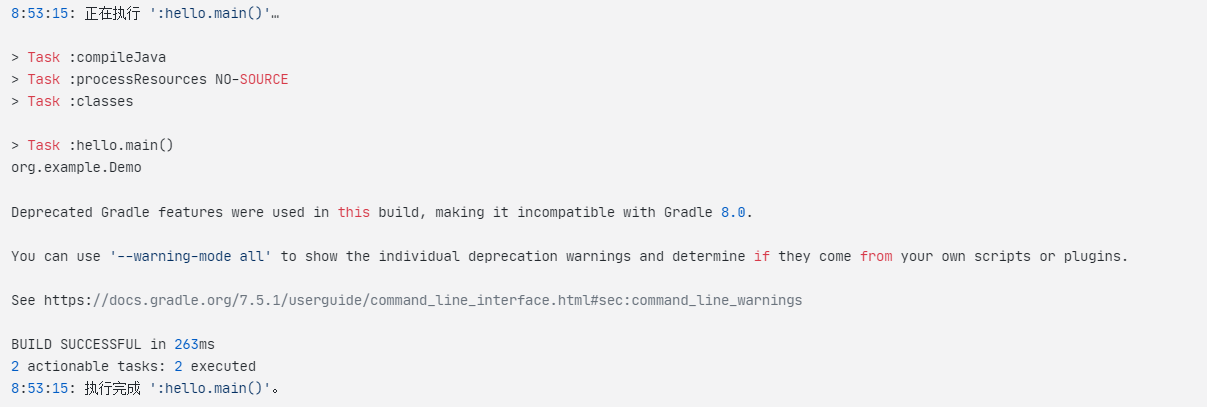 8:53:15: 正在执行 ':hello.main()'…
> Task :compileJava
> Task :processResources NO-SOURCE
> Task :classes
> Task :hello.main()
org.example.Demo
Deprecated Gradle features were used in this build, making it incompatible with Gradle 8.0.
You can use '--warning-mode all' to show the individual deprecation warnings and determine if they come from your own scripts or plugins.
See https://docs.gradle.org/7.5.1/userguide/command_line_interface.html#sec:command_line_warnings
BUILD SUCCESSFUL in 263ms
2 actionable tasks: 2 executed
8:53:15: 执行完成 ':hello.main()'。